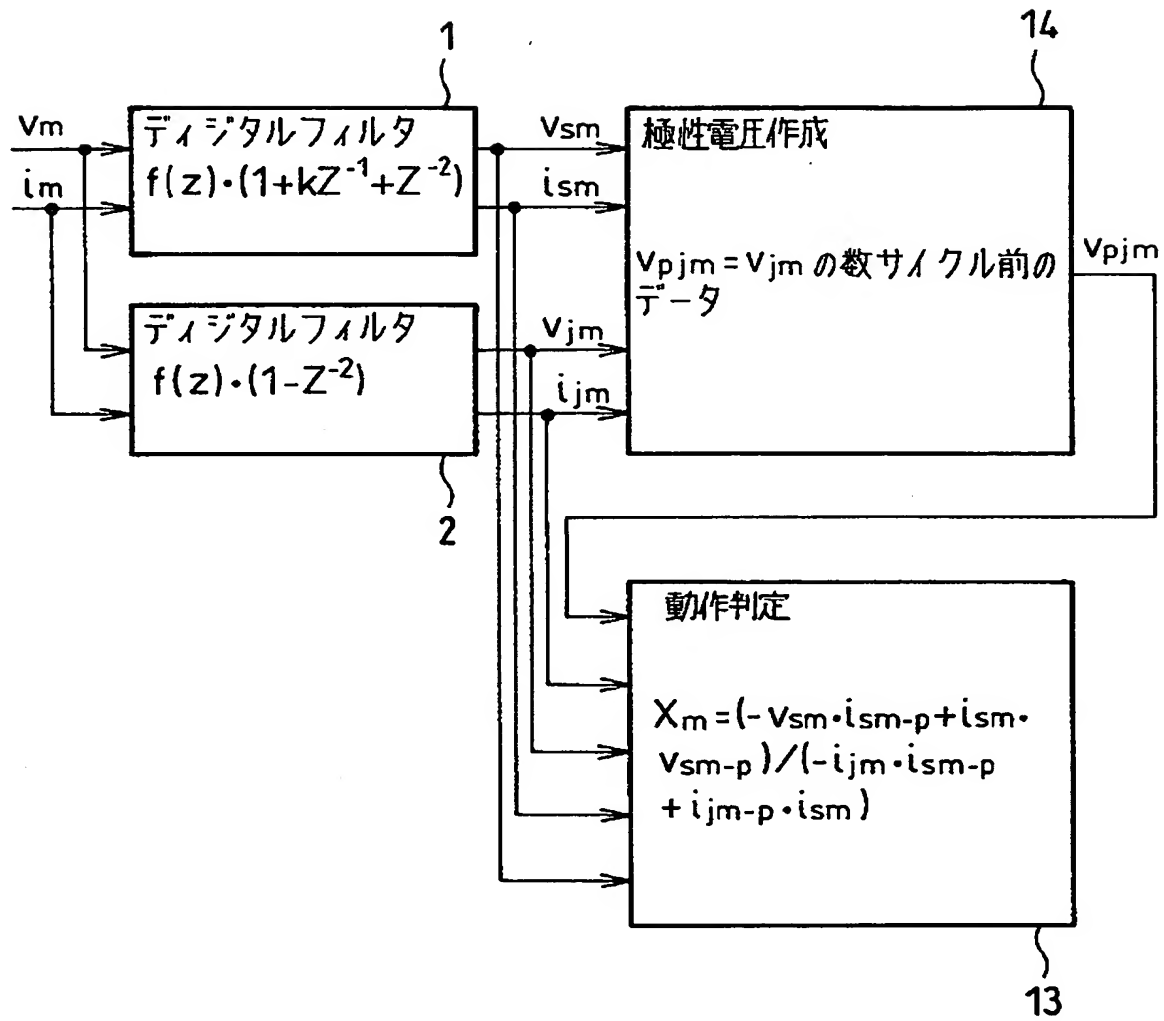 1
14
vm
im
ディジタルフィルタ
f(z)・(1+kZ⁻¹+Z⁻²)
vsm
ism
極性電圧作成
vpjm=vjmの数サイクル前の
データ
vpjm
ディジタルフィルタ
f(z)・(1-Z⁻²)
vjm
ijm
2
動作判定
Xm=(-vsm・ism-p+ism・
vsm-p)/(-ijm・ism-p
+ijm-p・ism)
13